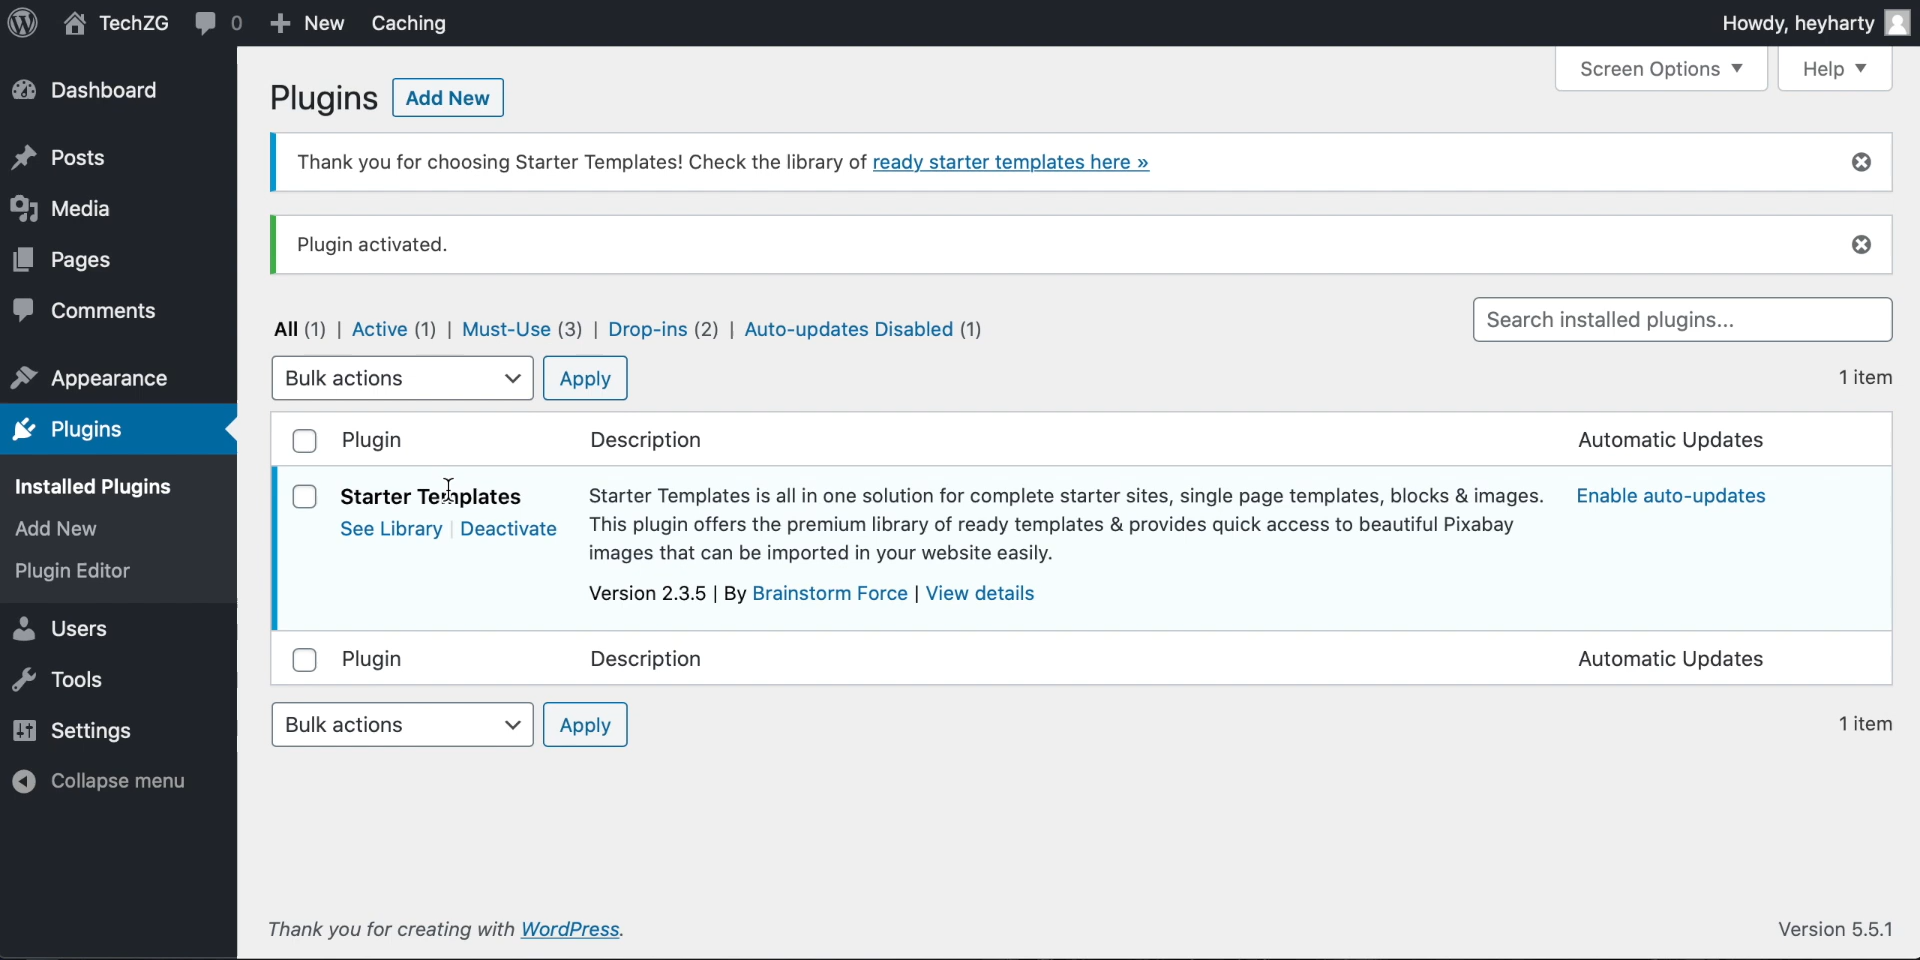 TechZG 0 New Caching Howdy, heyharty
Dashboard
Posts
Media
Pages
Comments
Appearance
Plugins
Installed Plugins
Add New
Plugin Editor
Users
Tools
Settings
Collapse menu
Screen Options Help
Plugins Add New
Thank you for choosing Starter Templates! Check the library of ready starter templates here »
Plugin activated.
All (1) | Active (1) | Must-Use (3) | Drop-ins (2) | Auto-updates Disabled (1)
Search installed plugins...
Bulk actions Apply 1 item
Plugin Description Automatic Updates
Starter Templates
See Library | Deactivate
Starter Templates is all in one solution for complete starter sites, single page templates, blocks & images.
This plugin offers the premium library of ready templates & provides quick access to beautiful Pixabay
images that can be imported in your website easily.
Version 2.3.5 | By Brainstorm Force | View details
Enable auto-updates
Plugin Description Automatic Updates
Bulk actions Apply 1 item
Thank you for creating with WordPress. Version 5.5.1